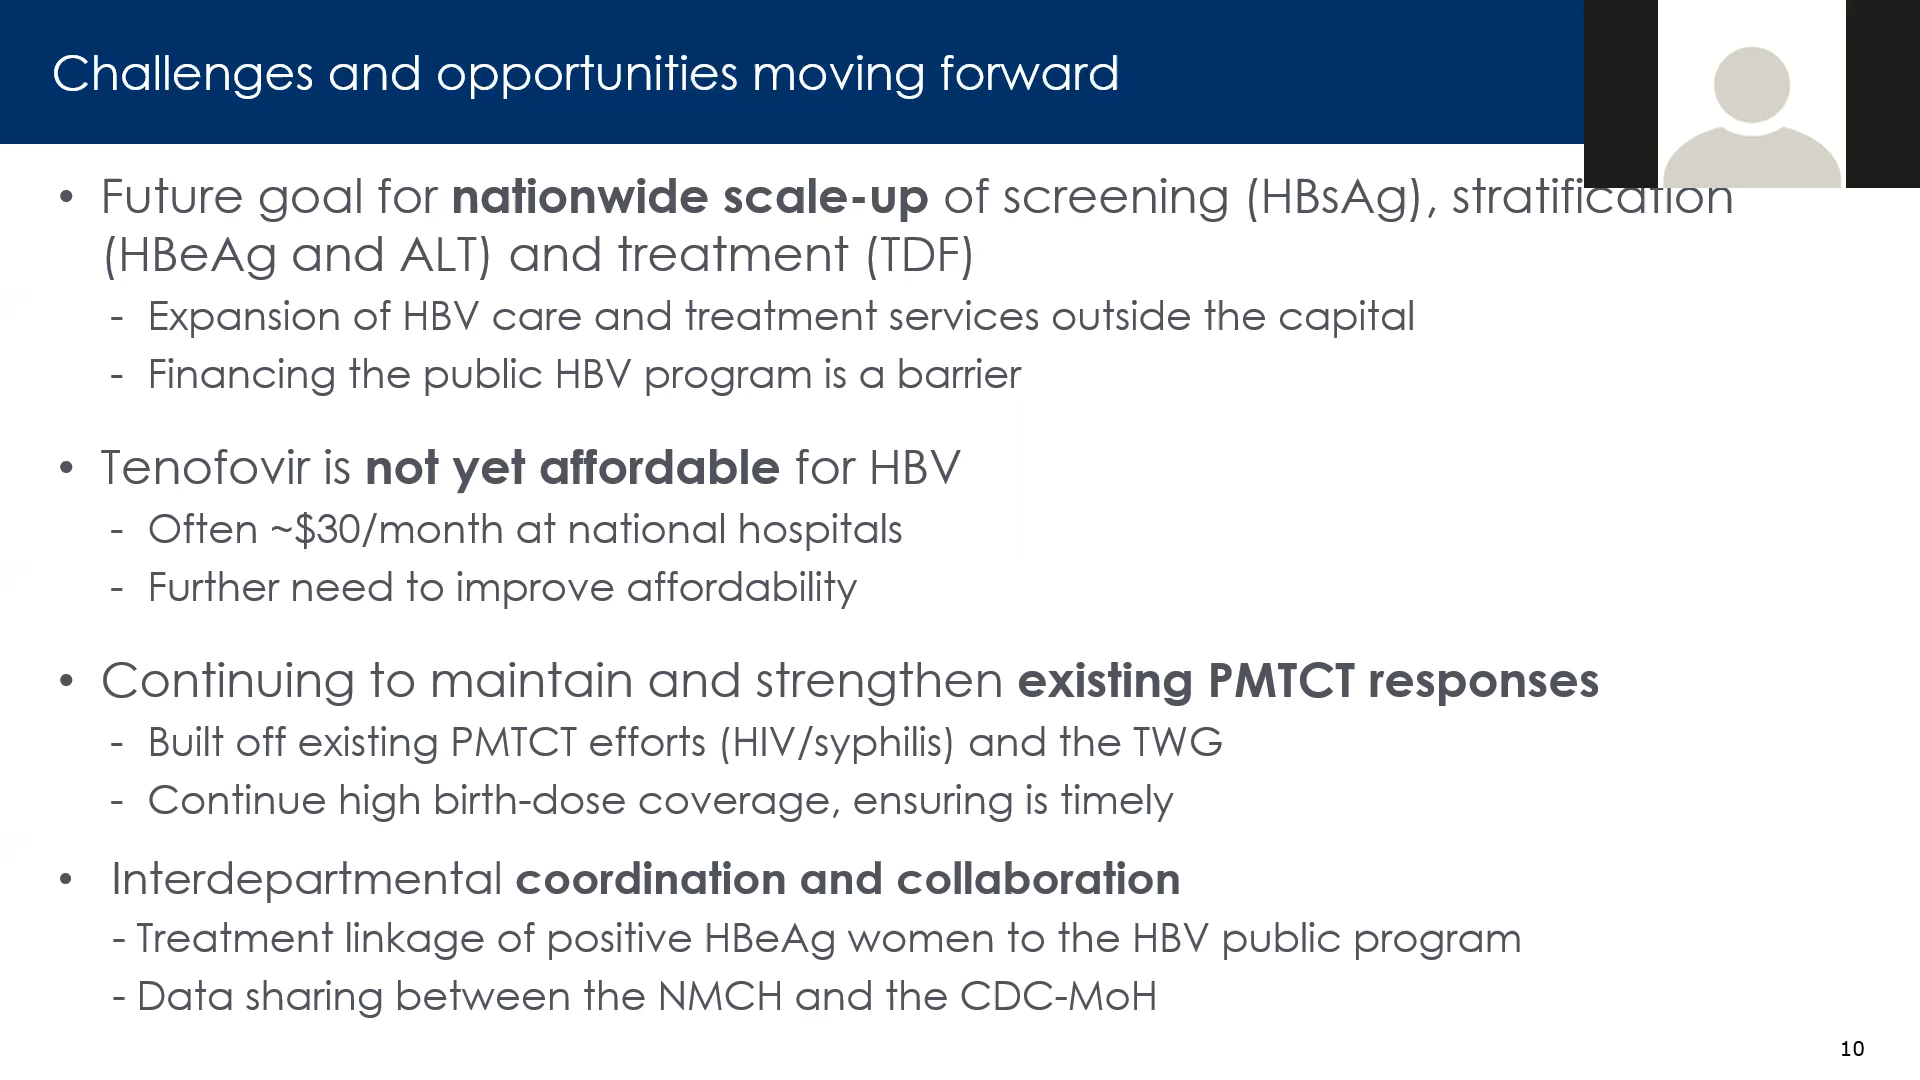 Challenges and opportunities moving forward
• Future goal for nationwide scale-up of screening (HBsAg), stratification
(HBeAg and ALT) and treatment (TDF)
- Expansion of HBV care and treatment services outside the capital
- Financing the public HBV program is a barrier
• Tenofovir is not yet affordable for HBV
- Often ~$30/month at national hospitals
- Further need to improve affordability
• Continuing to maintain and strengthen existing PMTCT responses
- Built off existing PMTCT efforts (HIV/syphilis) and the TWG
- Continue high birth-dose coverage, ensuring is timely
• Interdepartmental coordination and collaboration
- Treatment linkage of positive HBeAg women to the HBV public program
- Data sharing between the NMCH and the CDC-MoH
10